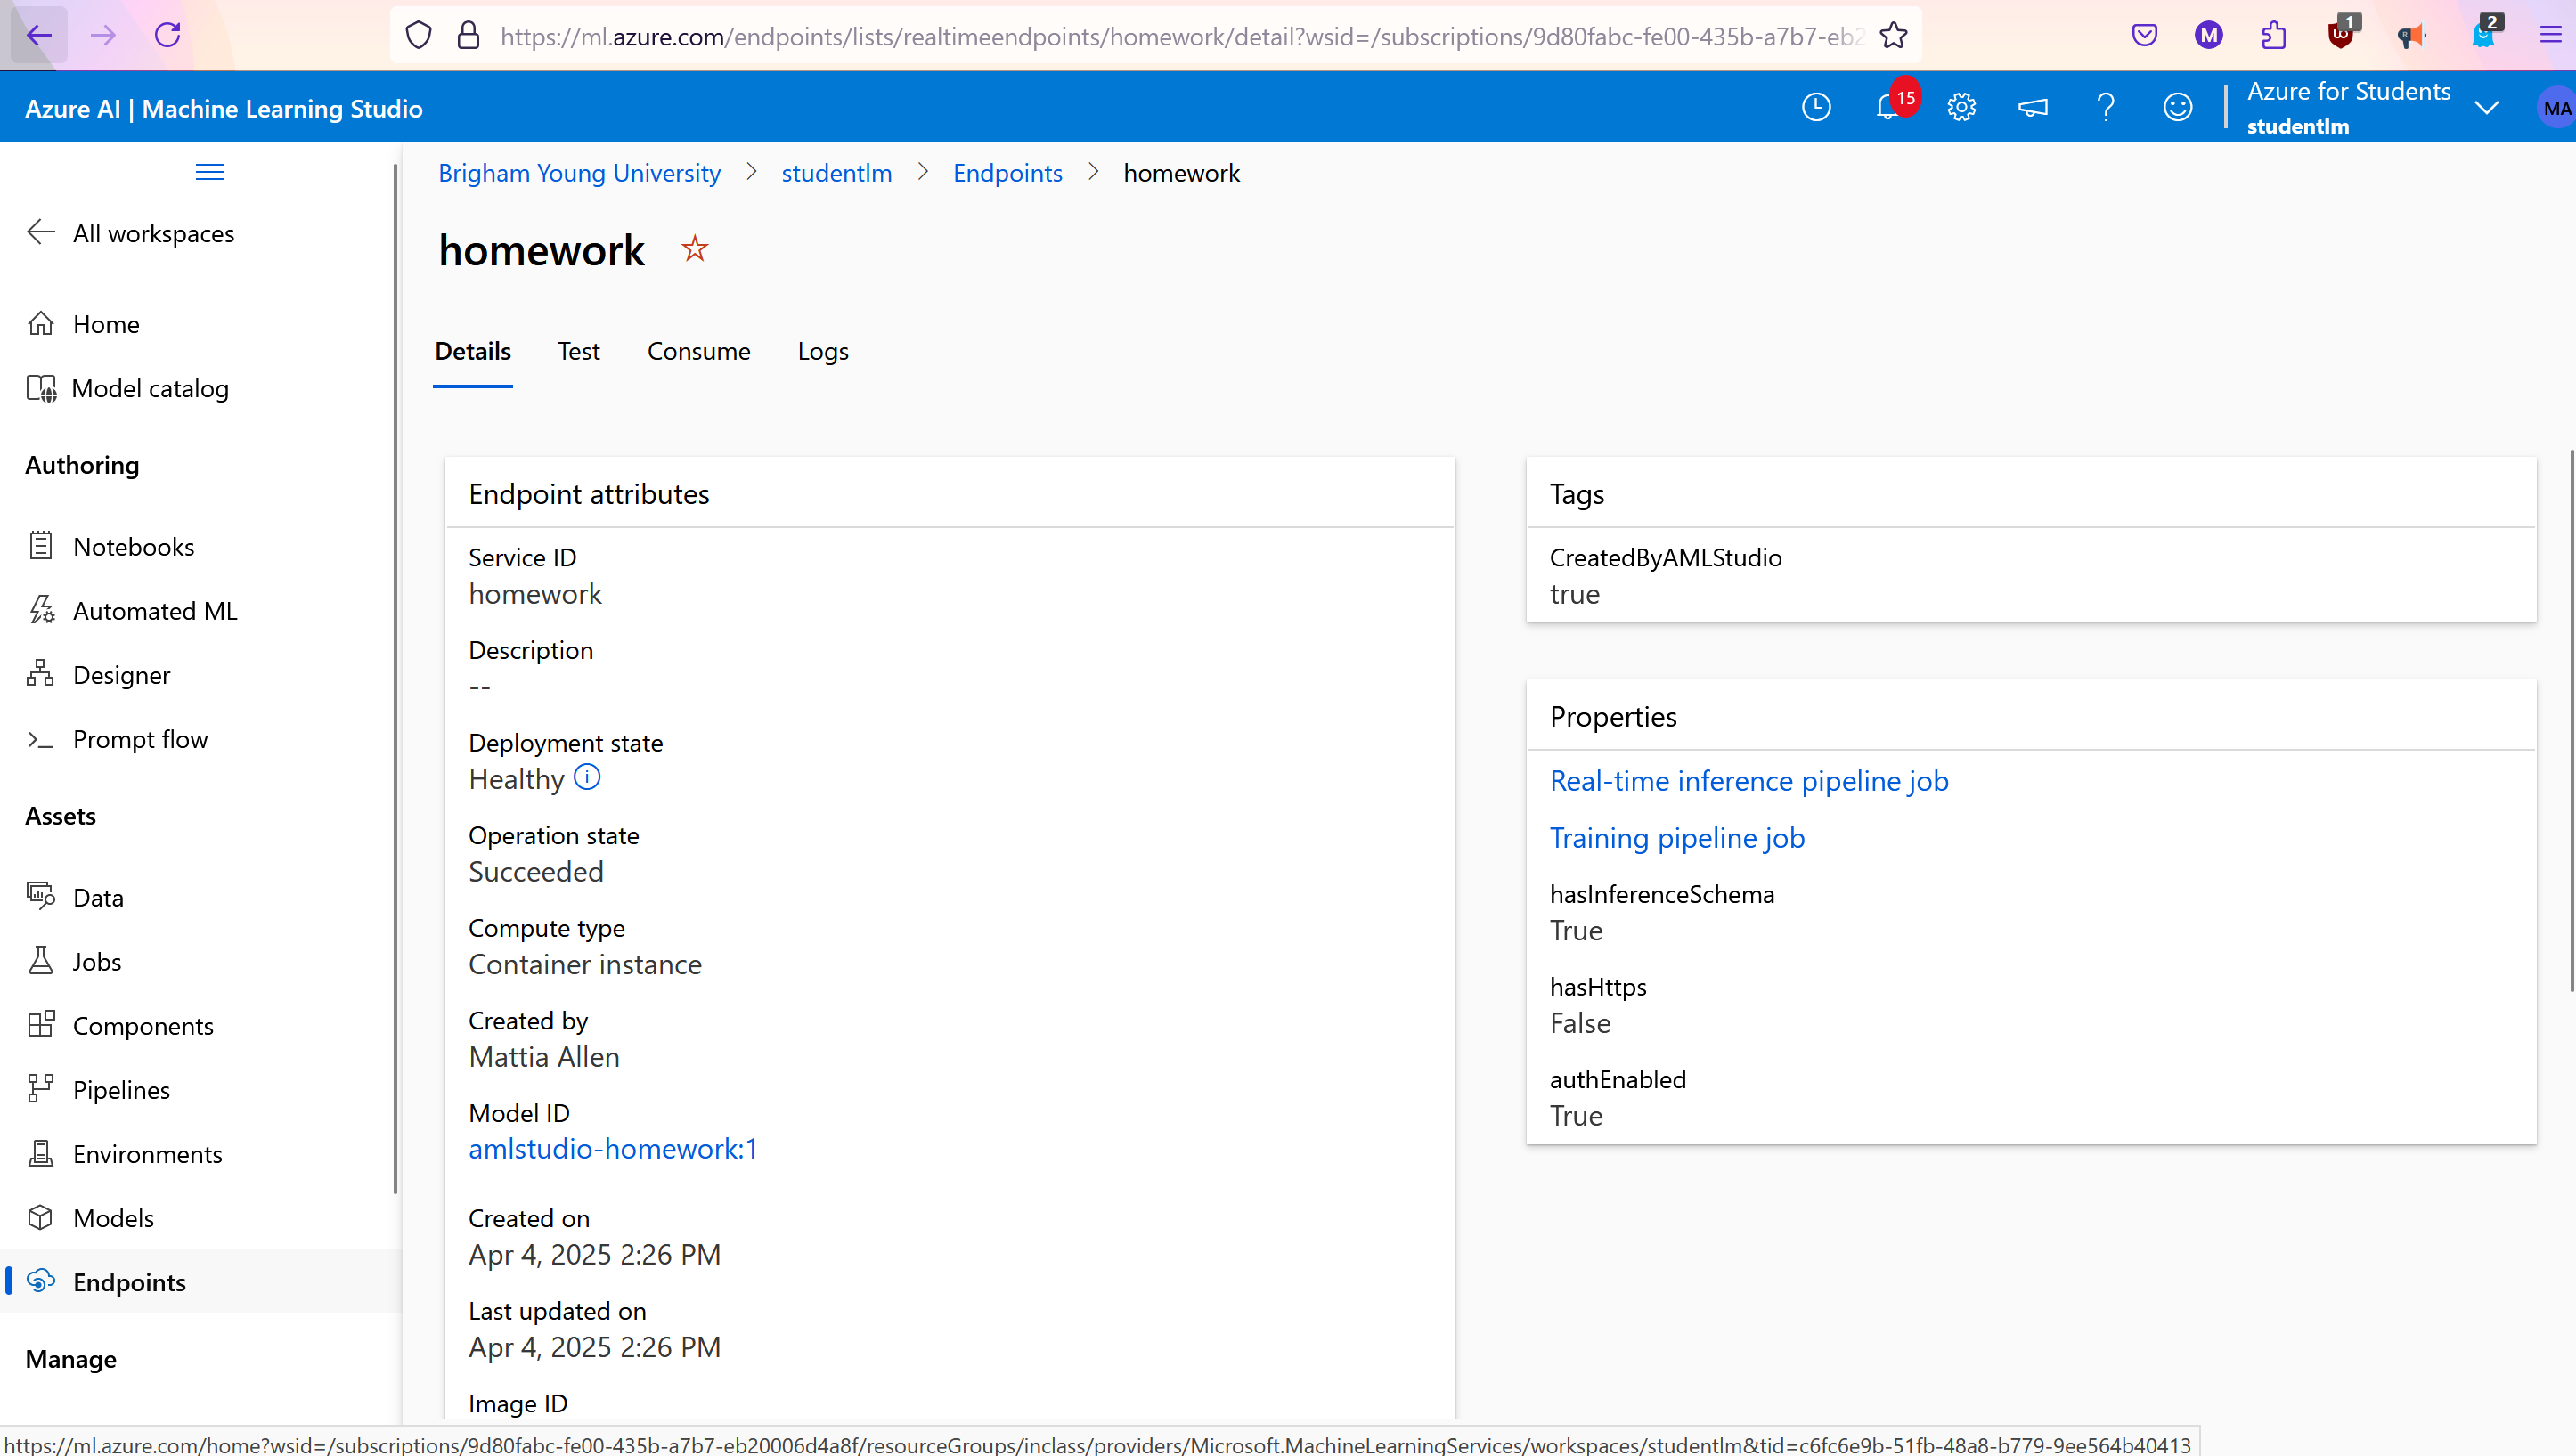 https://ml.azure.com/endpoints/lists/realtimeendpoints/homework/detail?wsid=/subscriptions/9d80fabc-fe00-435b-a7b7-eb2
M
1
2
Azure AI | Machine Learning Studio
15
Azure for Students
studentlm
MA
All workspaces
Home
Model catalog
Authoring
Notebooks
Automated ML
Designer
Prompt flow
Assets
Data
Jobs
Components
Pipelines
Environments
Models
Endpoints
Manage
Brigham Young University > studentlm > Endpoints > homework
homework
Details Test Consume Logs
Endpoint attributes
Service ID
homework
Description
--
Deployment state
Healthy
Operation state
Succeeded
Compute type
Container instance
Created by
Mattia Allen
Model ID
amlstudio-homework:1
Created on
Apr 4, 2025 2:26 PM
Last updated on
Apr 4, 2025 2:26 PM
Image ID
Tags
CreatedByAMLStudio
true
Properties
Real-time inference pipeline job
Training pipeline job
hasInferenceSchema
True
hasHttps
False
authEnabled
True
https://ml.azure.com/home?wsid=/subscriptions/9d80fabc-fe00-435b-a7b7-eb20006d4a8f/resourceGroups/inclass/providers/Microsoft.MachineLearningServices/workspaces/studentlm&tid=c6fc6e9b-51fb-48a8-b779-9ee564b40413